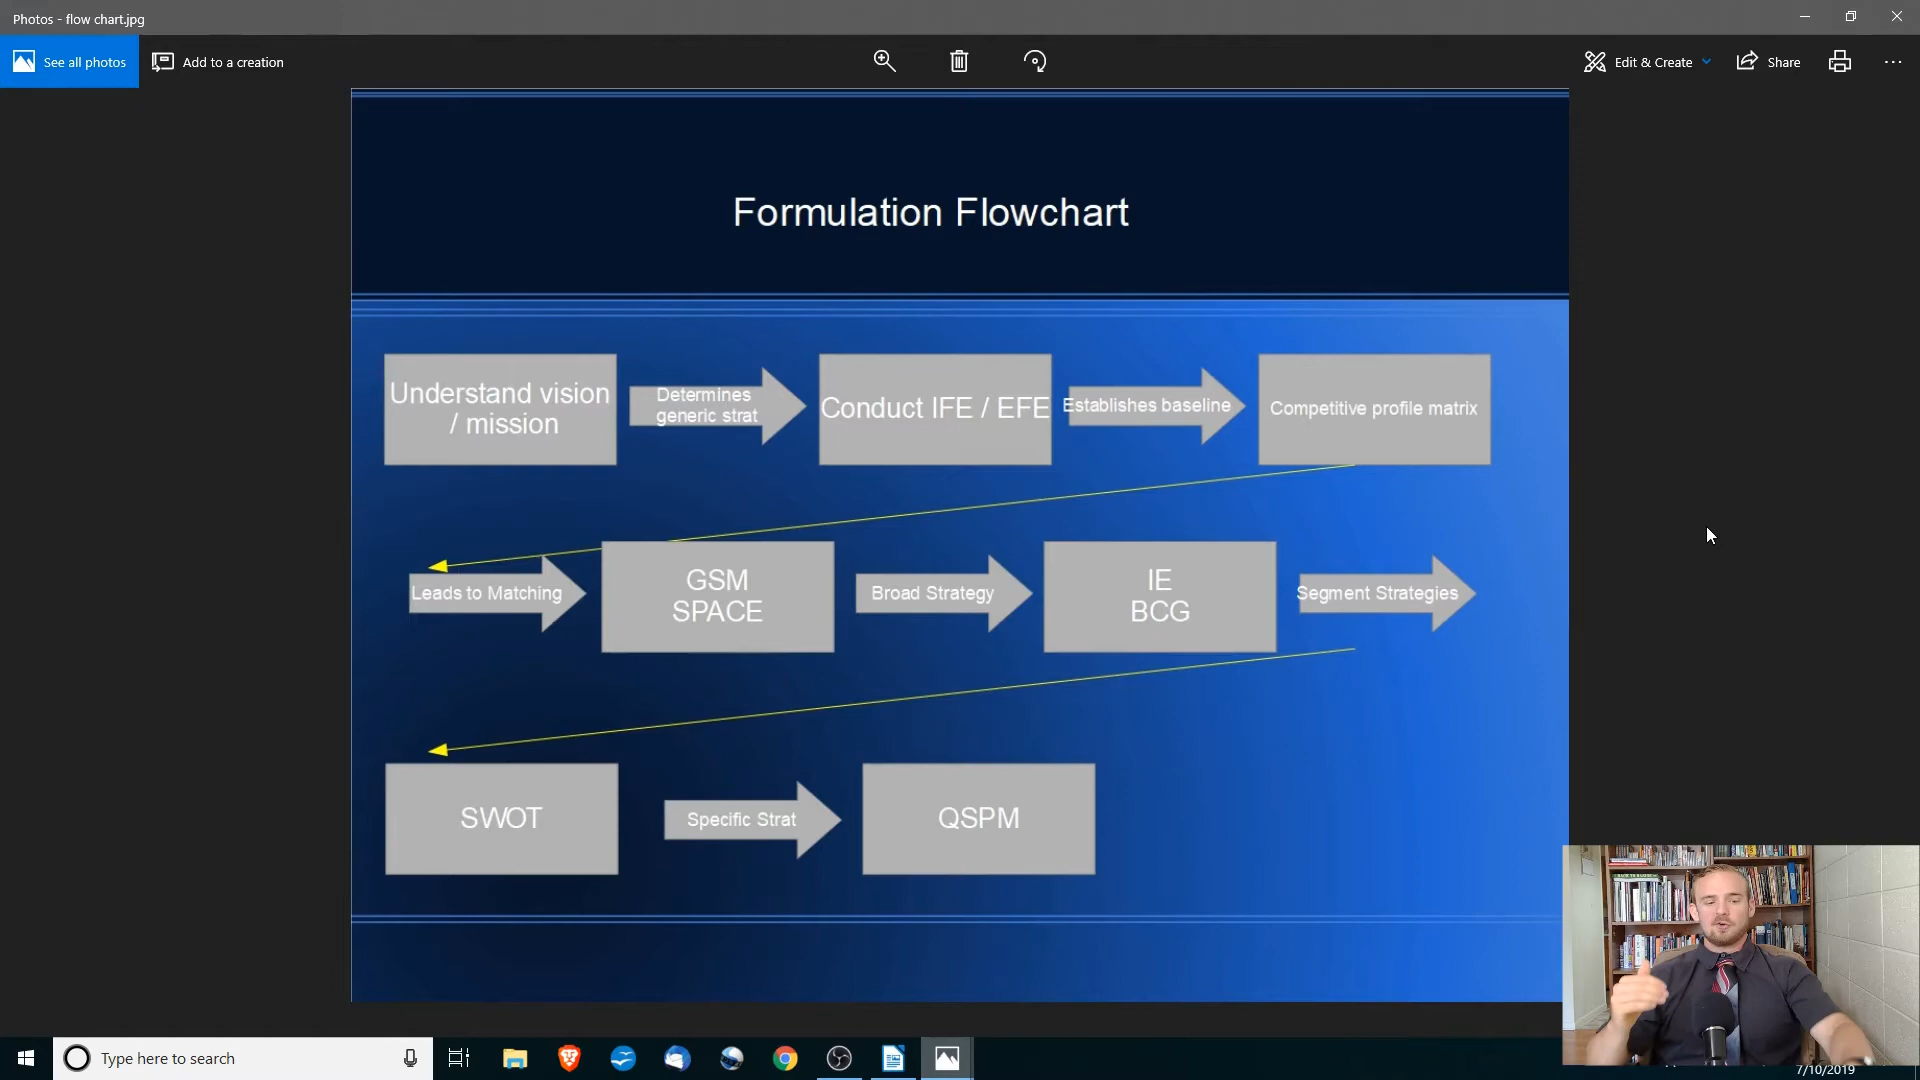 Photos - flow chart.jpg
See all photos
Add to a creation
Edit & Create
Share
Formulation Flowchart
Understand vision
/ mission
Determines
generic strat
Conduct IFE / EFE
Establishes baseline
Competitive profile matrix
Leads to Matching
GSM
SPACE
Broad Strategy
IE
BCG
Segment Strategies
SWOT
Specific Strat
QSPM
Type here to search
7/10/2019